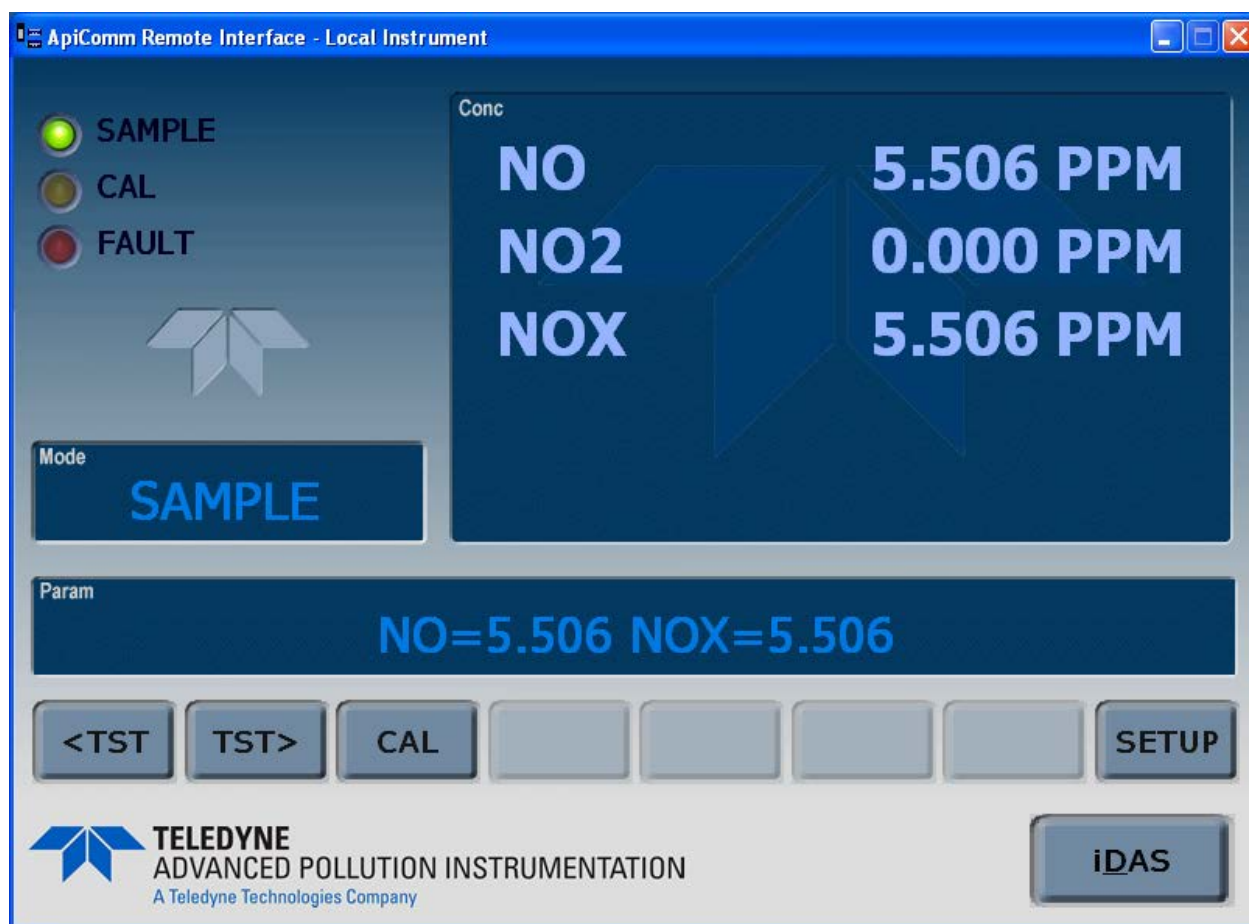 ApiComm Remote Interface - Local Instrument
SAMPLE
CAL
FAULT
Conc
NO 5.506 PPM
NO2 0.000 PPM
NOX 5.506 PPM
Mode
SAMPLE
Param
NO=5.506 NOX=5.506
<TST TST> CAL SETUP
TELEDYNE
ADVANCED POLLUTION INSTRUMENTATION
A Teledyne Technologies Company
iDAS